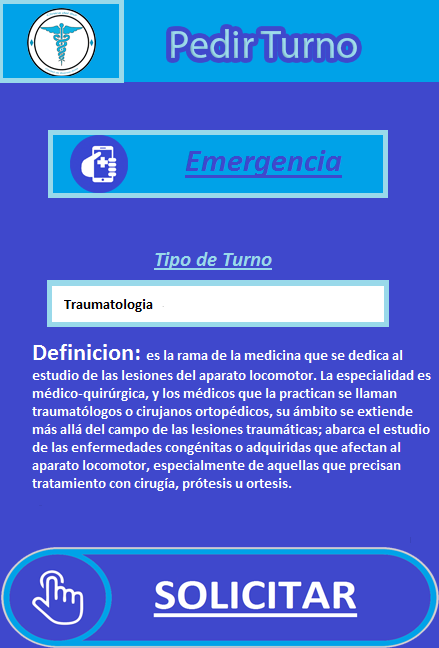 Pedir Turno
Emergencia
Tipo de Turno
Traumatologia
Definicion: es la rama de la medicina que se dedica al
estudio de las lesiones del aparato locomotor. La especialidad es
médico-quirúrgica, y los médicos que la practican se llaman
traumatólogos o cirujanos ortopédicos, su ámbito se extiende
más allá del campo de las lesiones traumáticas; abarca el estudio
de las enfermedades congénitas o adquiridas que afectan al
aparato locomotor, especialmente de aquellas que precisan
tratamiento con cirugía, prótesis u ortesis.
SOLICITAR